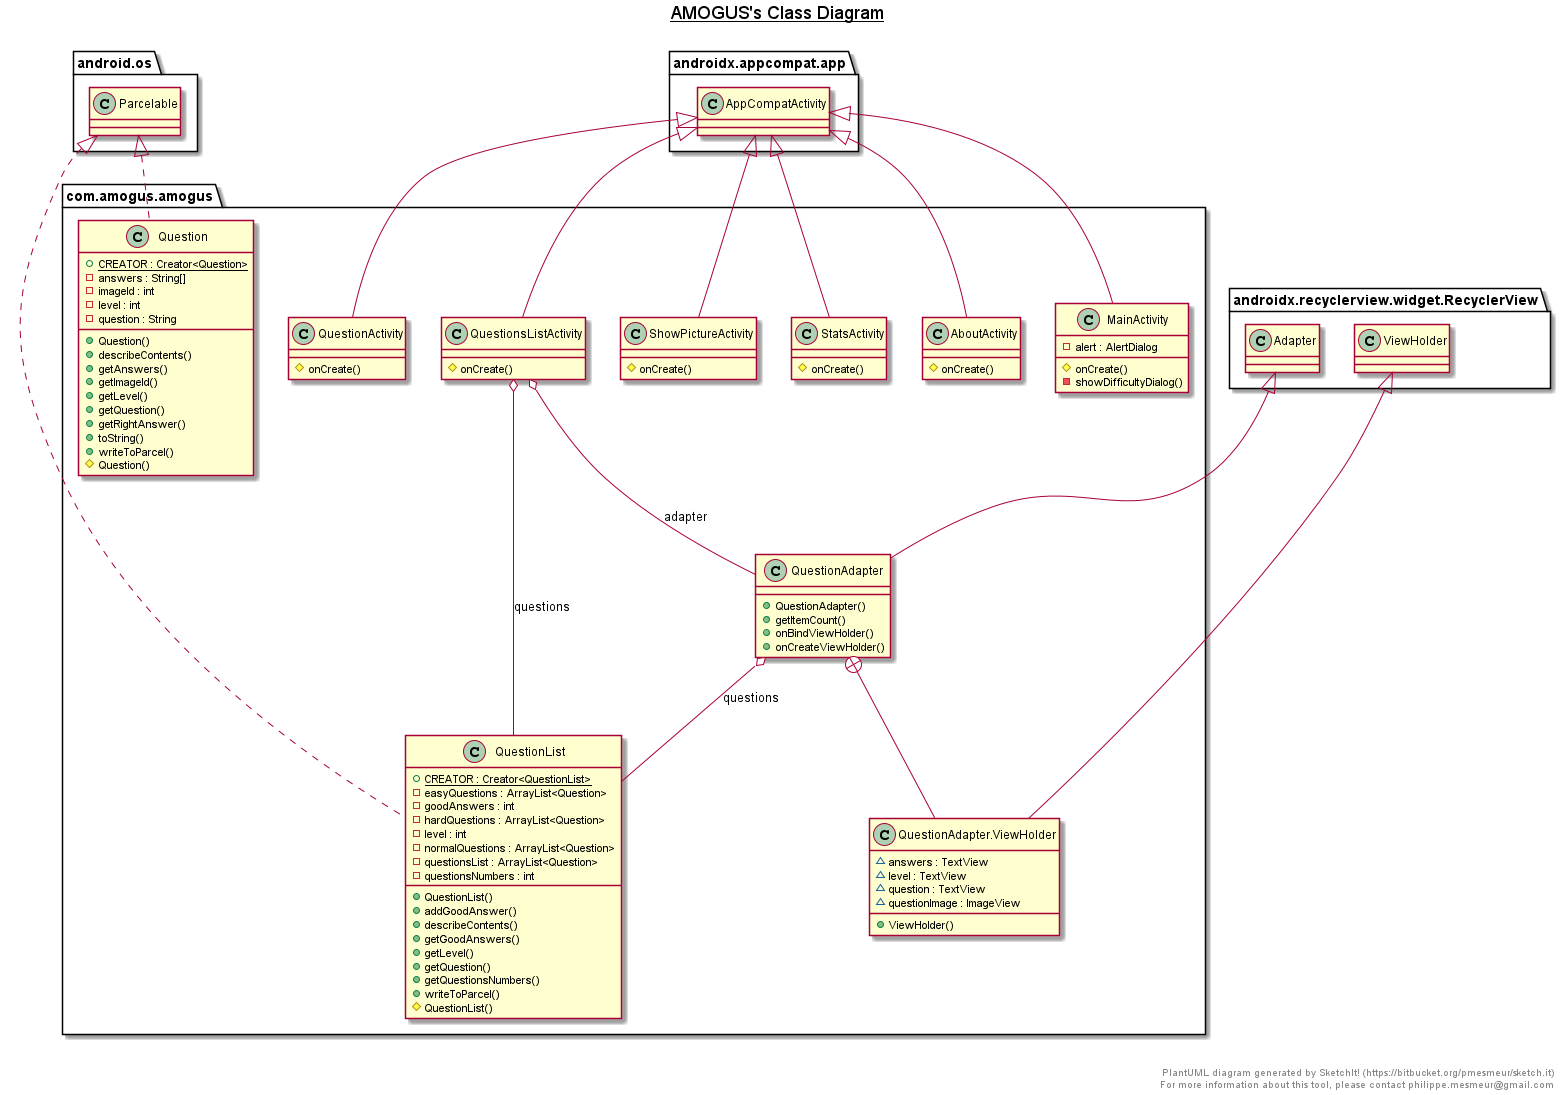 AMOGUS's Class Diagram
android.os
C Parcelable
androidx.appcompat.app
C AppCompatActivity
com.amogus.amogus
C Question
CREATOR : Creator<Question>
answers : String[]
imageId : int
level : int
question : String
Question()
describeContents()
getAnswers()
getImageId()
getLevel()
getQuestion()
getRightAnswer()
toString()
writeToParcel()
Question()
C QuestionActivity
onCreate()
C QuestionsListActivity
onCreate()
C ShowPictureActivity
onCreate()
C StatsActivity
onCreate()
C AboutActivity
onCreate()
C MainActivity
alert : AlertDialog
onCreate()
showDifficultyDialog()
androidx.recyclerview.widget.RecyclerView
C Adapter
C ViewHolder
adapter
questions
C QuestionAdapter
QuestionAdapter()
getItemCount()
onBindViewHolder()
onCreateViewHolder()
questions
C QuestionList
CREATOR : Creator<QuestionList>
easyQuestions : ArrayList<Question>
goodAnswers : int
hardQuestions : ArrayList<Question>
level : int
normalQuestions : ArrayList<Question>
questionsList : ArrayList<Question>
questionsNumbers : int
QuestionList()
addGoodAnswer()
describeContents()
getGoodAnswers()
getLevel()
getQuestion()
getQuestionsNumbers()
writeToParcel()
QuestionList()
C QuestionAdapter.ViewHolder
answers : TextView
level : TextView
question : TextView
questionImage : ImageView
ViewHolder()
PlantUML diagram generated by SketchIt! (https://bitbucket.org/pmesmeur/sketch.it)
For more information about this tool, please contact philippe.mesmeur@gmail.com